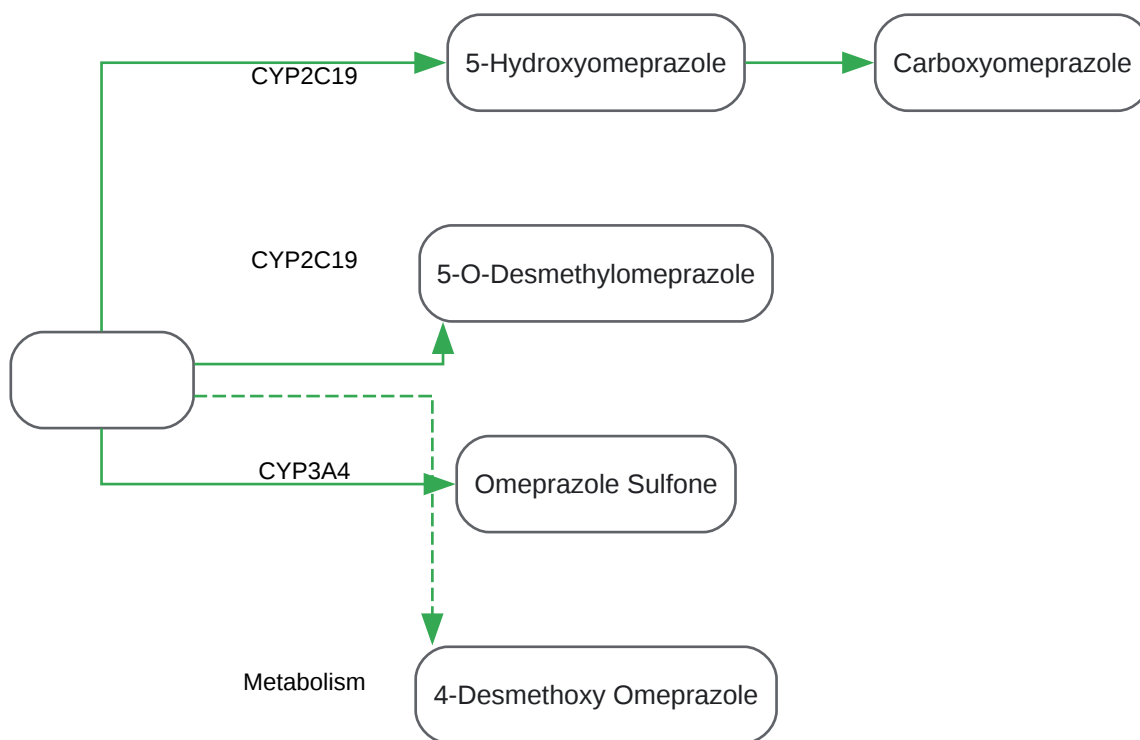 CYP2C19
5-Hydroxyomeprazole
Carboxyomeprazole
CYP2C19
5-O-Desmethylomeprazole
CYP3A4
Omeprazole Sulfone
Metabolism
4-Desmethoxy Omeprazole